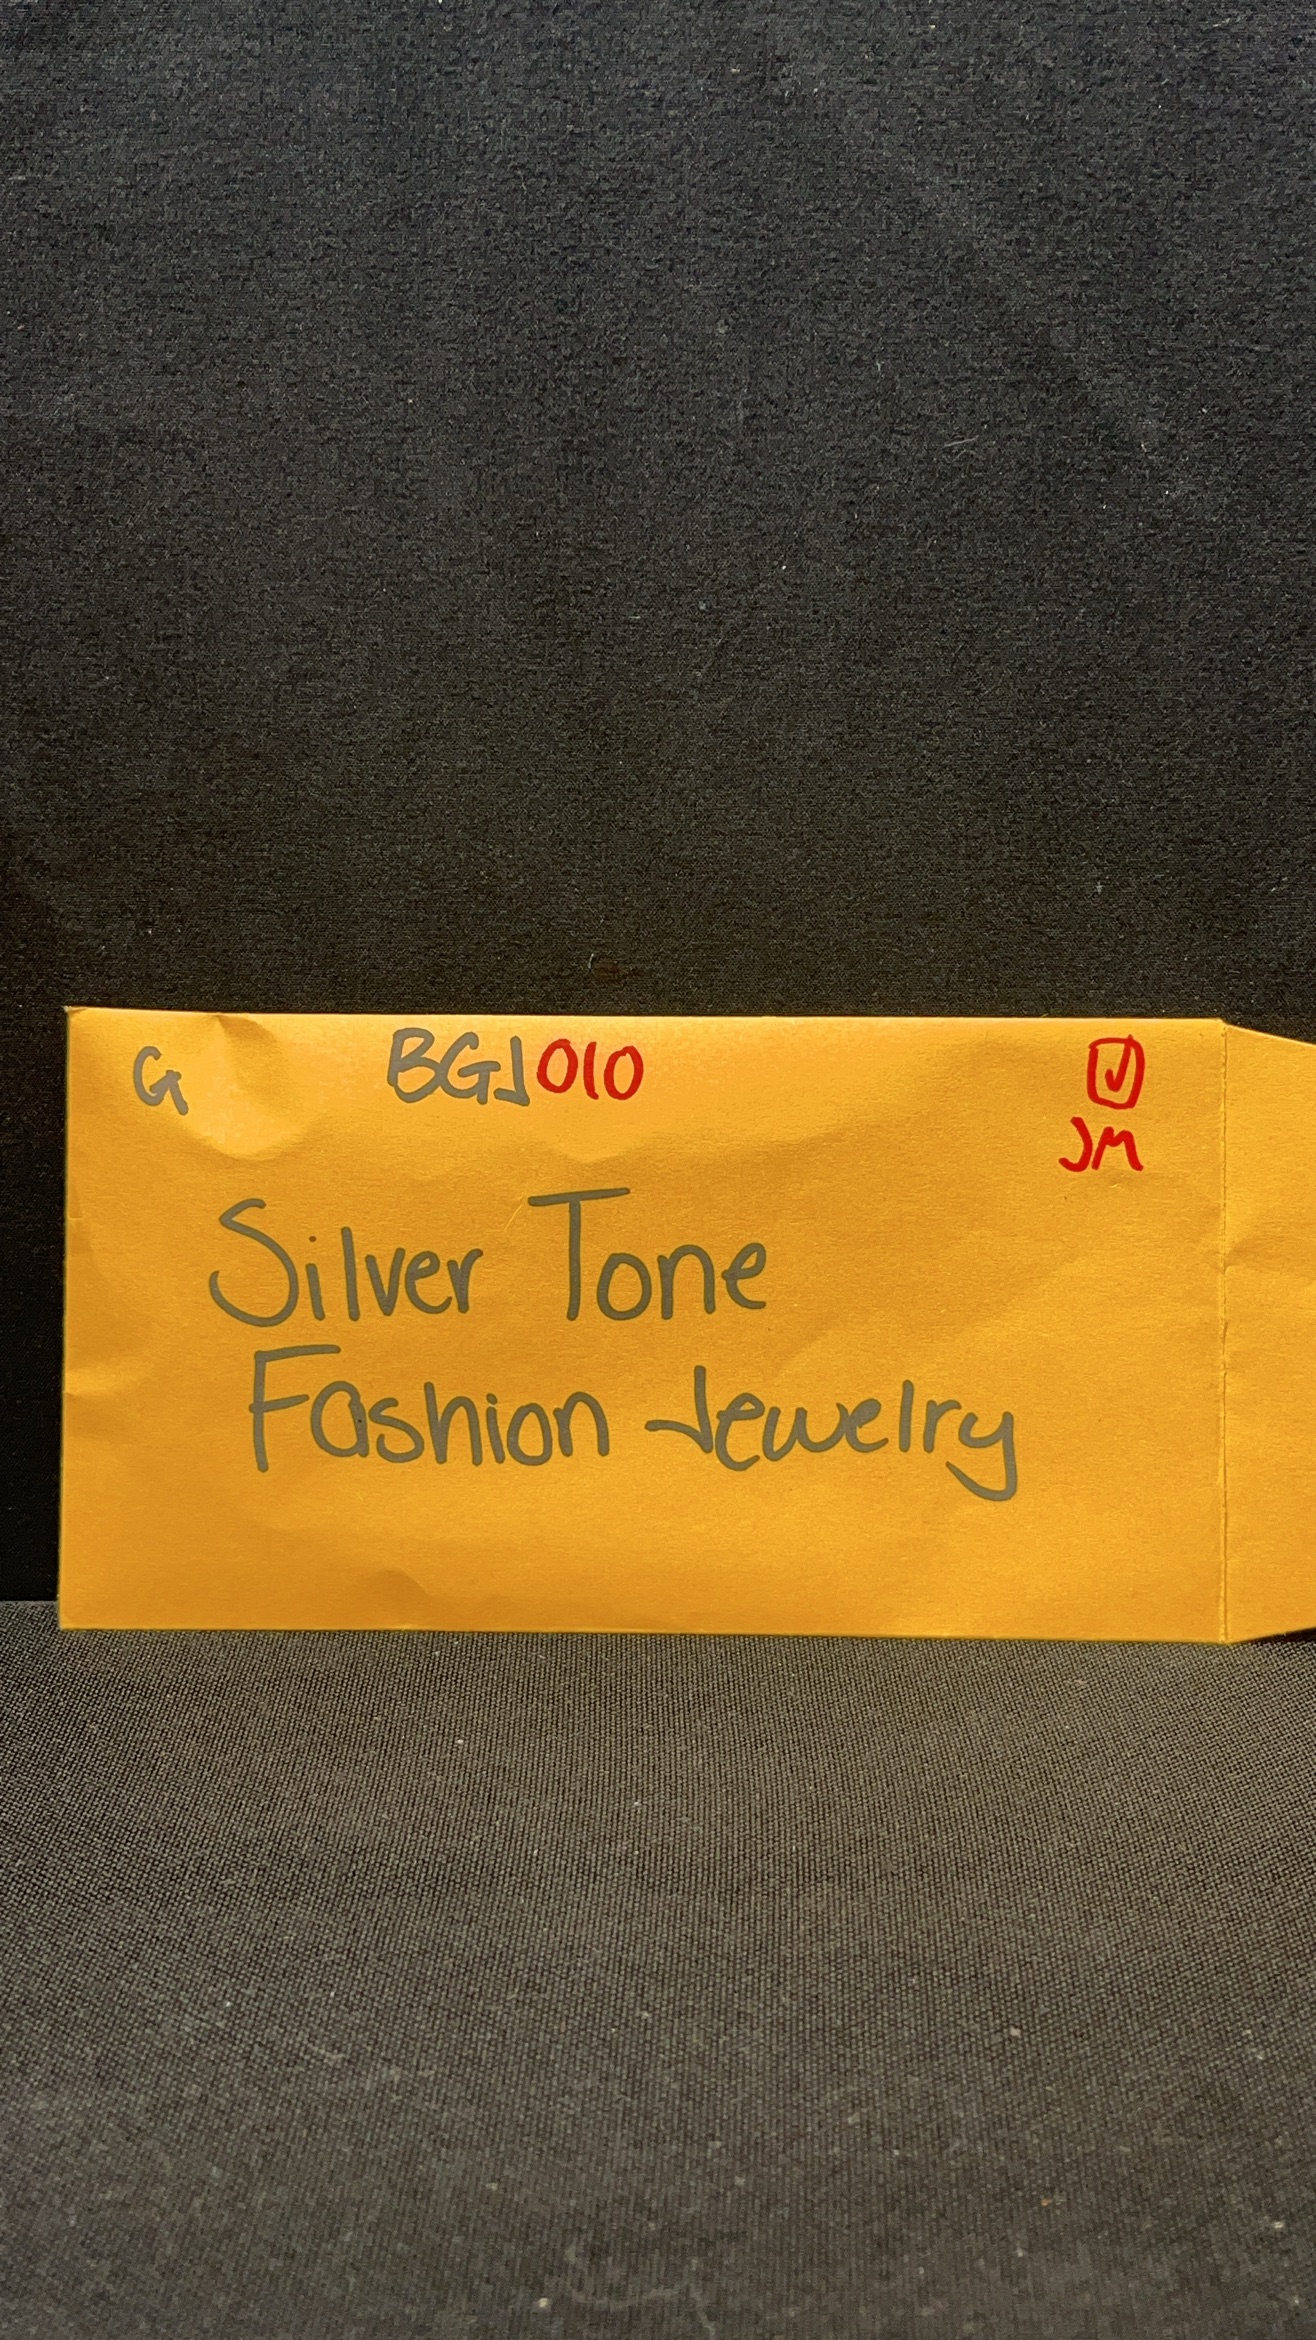 G BGJ010 ☑
JM
Silver Tone
Fashion Jewelry